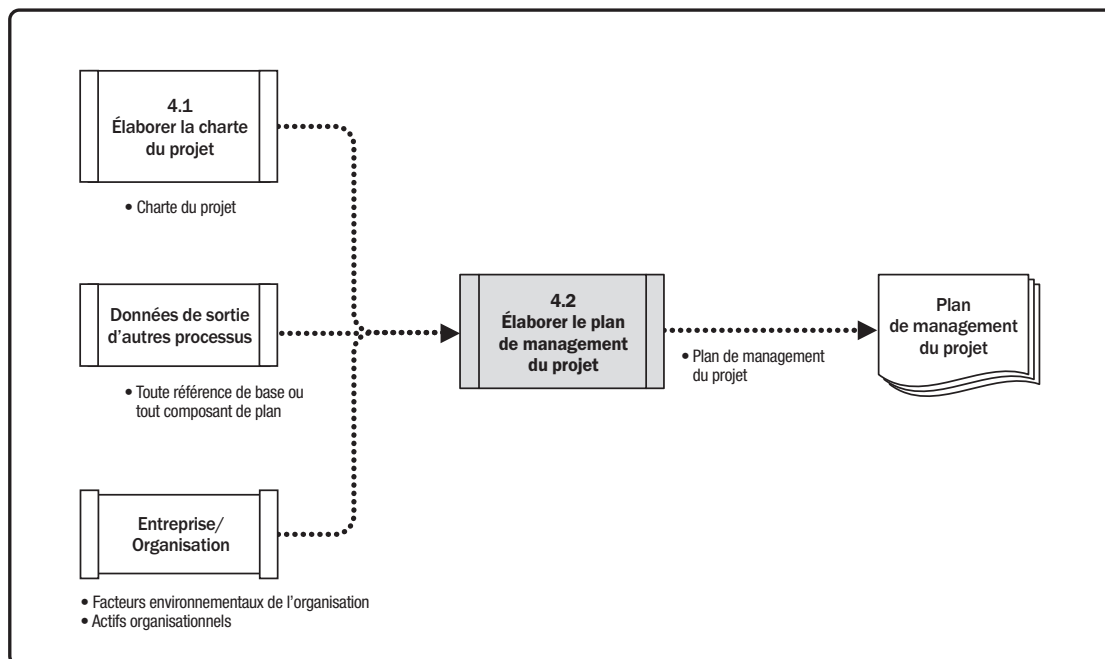 4.1
Élaborer la charte
du projet
• Charte du projet
Données de sortie
d’autres processus
• Toute référence de base ou
tout composant de plan
Entreprise/
Organisation
• Facteurs environnementaux de l’organisation
• Actifs organisationnels
4.2
Élaborer le plan
de management
du projet
• Plan de management
du projet
Plan
de management
du projet